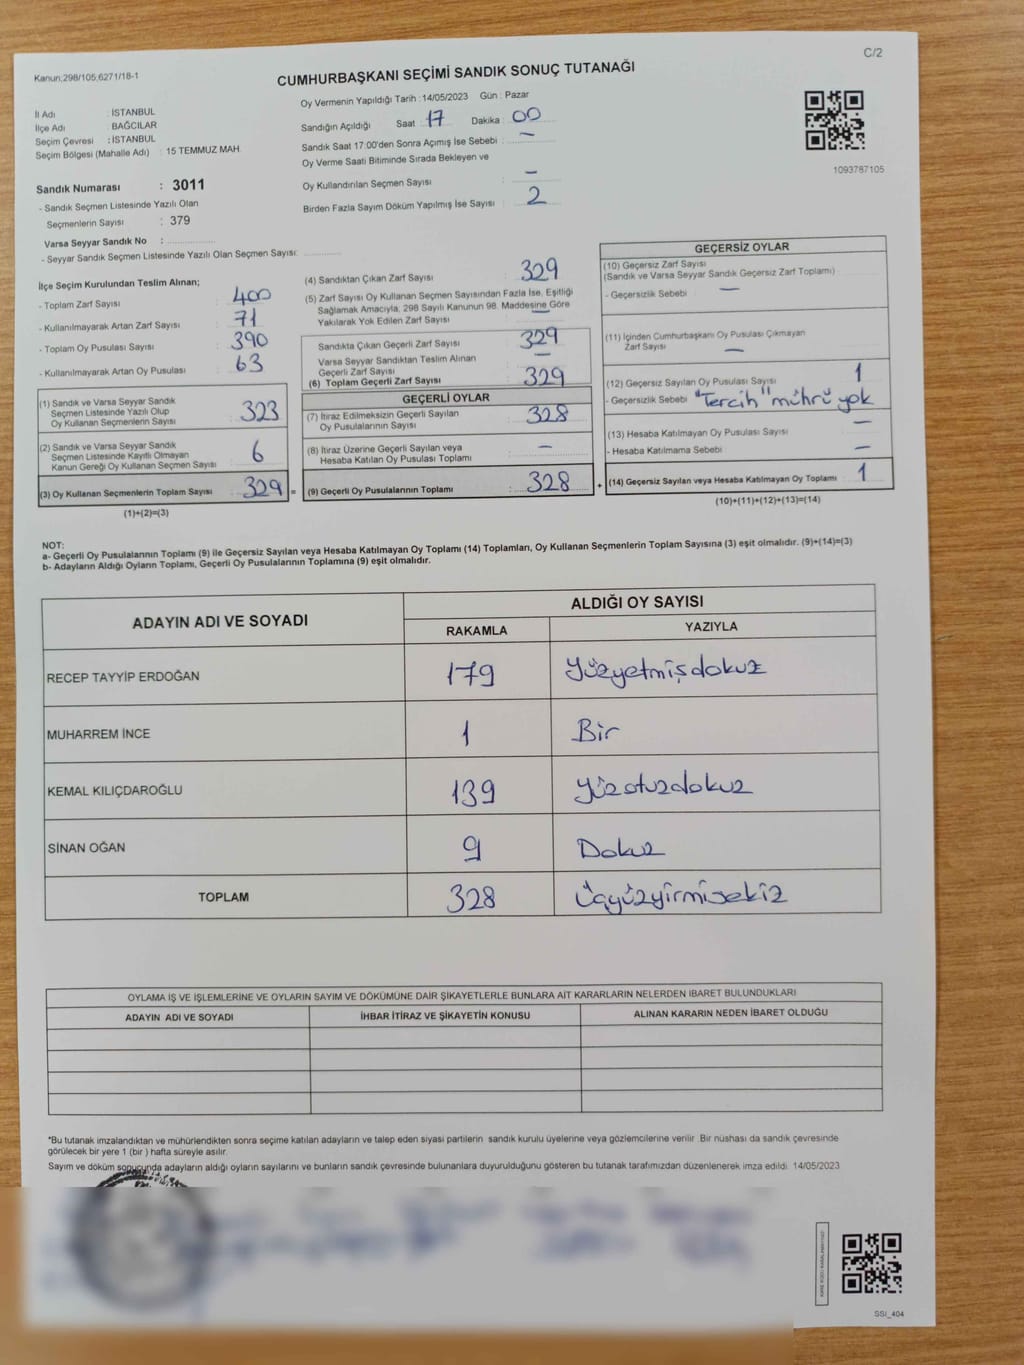 Kanun;298/105,6271/18-1
C/2
CUMHURBAŞKANI SEÇİMİ SANDIK SONUÇ TUTANAĞI
İl Adı : İSTANBUL
İlçe Adı : BAĞCILAR
Seçim Çevresi : İSTANBUL
Seçim Bölgesi (Mahalle Adı) : 15 TEMMUZ MAH.
Sandık Numarası : 3011
- Sandık Seçmen Listesinde Yazılı Olan
Seçmenlerin Sayısı : 379
Varsa Seyyar Sandık No :
- Seyyar Sandık Seçmen Listesinde Yazılı Olan Seçmen Sayısı:
Oy Vermenin Yapıldığı Tarih : 14/05/2023 Gün : Pazar
Sandığın Açıldığı Saat 17 Dakika 00
Sandık Saat 17:00'den Sonra Açımış İse Sebebi : —
Oy Verme Saati Bitiminde Sırada Bekleyen ve
Oy Kullandırılan Seçmen Sayısı : —
Birden Fazla Sayım Döküm Yapılmış İse Sayısı : 2
1093787105
İlçe Seçim Kurulundan Teslim Alınan;
- Toplam Zarf Sayısı : 400
- Kullanılmayarak Artan Zarf Sayısı : 71
- Toplam Oy Pusulası Sayısı : 390
- Kullanılmayarak Artan Oy Pusulası : 63
(1) Sandık ve Varsa Seyyar Sandık
Seçmen Listesinde Yazılı Olup
Oy Kullanan Seçmenlerin Sayısı : 323
(2) Sandık ve Varsa Seyyar Sandık
Seçmen Listesinde Kayıtlı Olmayan
Kanun Gereği Oy Kullanan Seçmen Sayısı : 6
(3) Oy Kullanan Seçmenlerin Toplam Sayısı : 329 =
(1)+(2)=(3)
(4) Sandıktan Çıkan Zarf Sayısı : 329
(5) Zarf Sayısı Oy Kullanan Seçmen Sayısından Fazla İse, Eşitliği
Sağlamak Amacıyla, 298 Sayılı Kanunun 98. Maddesine Göre
Yakılarak Yok Edilen Zarf Sayısı : —
Sandıkta Çıkan Geçerli Zarf Sayısı : 329
Varsa Seyyar Sandıktan Teslim Alınan
Geçerli Zarf Sayısı : —
(6) Toplam Geçerli Zarf Sayısı : 329
GEÇERLİ OYLAR
(7) İtiraz Edilmeksizin Geçerli Sayılan
Oy Pusulalarının Sayısı : 328
(8) İtiraz Üzerine Geçerli Sayılan veya
Hesaba Katılan Oy Pusulası Toplamı : —
(9) Geçerli Oy Pusulalarının Toplamı : 328 +
GEÇERSİZ OYLAR
(10) Geçersiz Zarf Sayısı
(Sandık ve Varsa Seyyar Sandık Geçersiz Zarf Toplamı)
- Geçersizlik Sebebi : —
(11) İçinden Cumhurbaşkanı Oy Pusulası Çıkmayan
Zarf Sayısı : —
(12) Geçersiz Sayılan Oy Pusulası Sayısı : 1
- Geçersizlik Sebebi "Tercih" mührü yok
(13) Hesaba Katılmayan Oy Pusulası Sayısı : —
- Hesaba Katılmama Sebebi : —
(14) Geçersiz Sayılan veya Hesaba Katılmayan Oy Toplamı : 1
(10)+(11)+(12)+(13)=(14)
NOT:
a- Geçerli Oy Pusulalarının Toplamı (9) ile Geçersiz Sayılan veya Hesaba Katılmayan Oy Toplamı (14) Toplamları, Oy Kullanan Seçmenlerin Toplam Sayısına (3) eşit olmalıdır. (9)+(14)=(3)
b- Adayların Aldığı Oyların Toplamı, Geçerli Oy Pusulalarının Toplamına (9) eşit olmalıdır.
ADAYIN ADI VE SOYADI
ALDIĞI OY SAYISI
RAKAMLA YAZIYLA
RECEP TAYYİP ERDOĞAN 179 Yüzyetmişdokuz
MUHARREM İNCE 1 Bir
KEMAL KILIÇDAROĞLU 139 Yüzotuzdokuz
SİNAN OĞAN 9 Dokuz
TOPLAM 328 Üçyüzyirmisekiz
OYLAMA İŞ VE İŞLEMLERİNE VE OYLARIN SAYIM VE DÖKÜMÜNE DAİR ŞİKAYETLERLE BUNLARA AİT KARARLARIN NELERDEN İBARET BULUNDUKLARI
ADAYIN ADI VE SOYADI İHBAR İTİRAZ VE ŞİKAYETİN KONUSU ALINAN KARARIN NEDEN İBARET OLDUĞU
*Bu tutanak imzalandıktan ve mühürlendikten sonra seçime katılan adayların ve talep eden siyasi partilerin sandık kurulu üyelerine veya gözlemcilerine verilir. Bir nüshası da sandık çevresinde
görülecek bir yere 1 (bir ) hafta süreyle asılır.
Sayım ve döküm sonucunda adayların aldığı oyların sayılarını ve bunların sandık çevresinde bulunanlara duyurulduğunu gösteren bu tutanak tarafımızdan düzenlenerek imza edildi. 14/05/2023
SSI_404